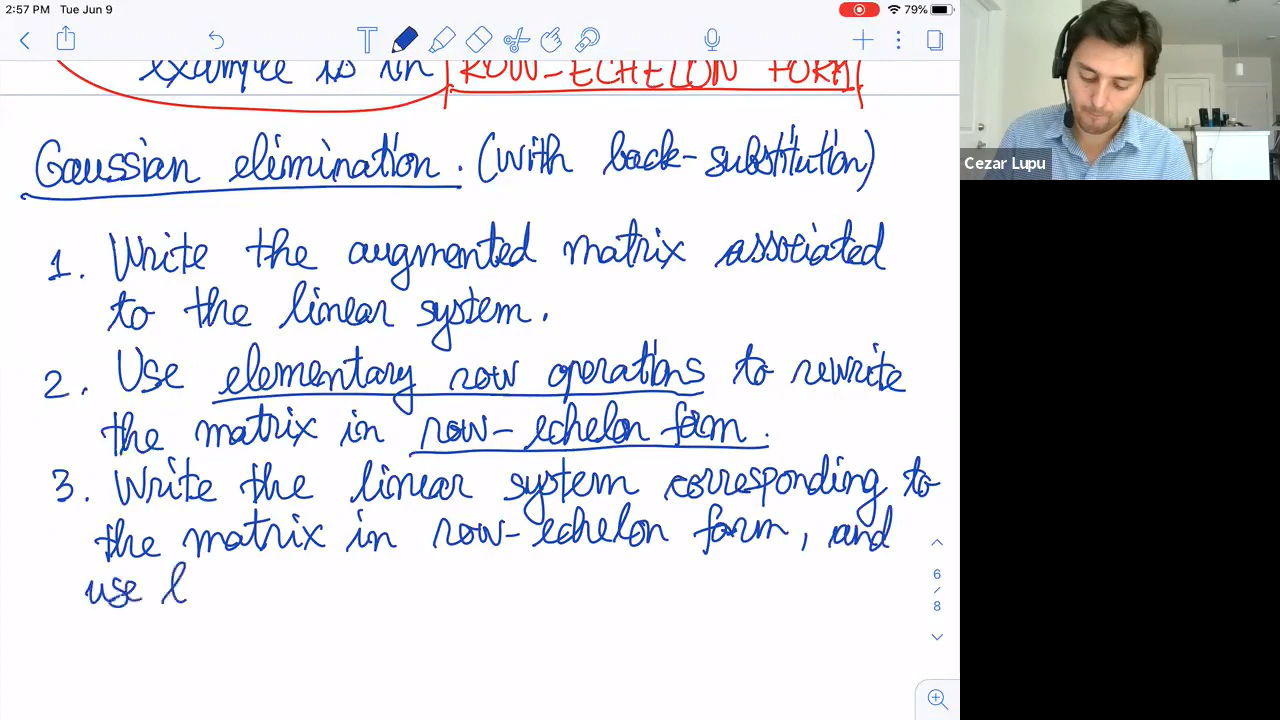 2:57 PM Tue Jun 9
79%
example is in ROW-ECHELON FORM
Cezar Lupu
Gaussian elimination. (with back-substitution)
1. Write the augmented matrix associated
to the linear system.
2. Use elementary row operations to rewrite
the matrix in row-echelon form.
3. Write the linear system corresponding to
the matrix in row-echelon form, and
use l
6
/
8